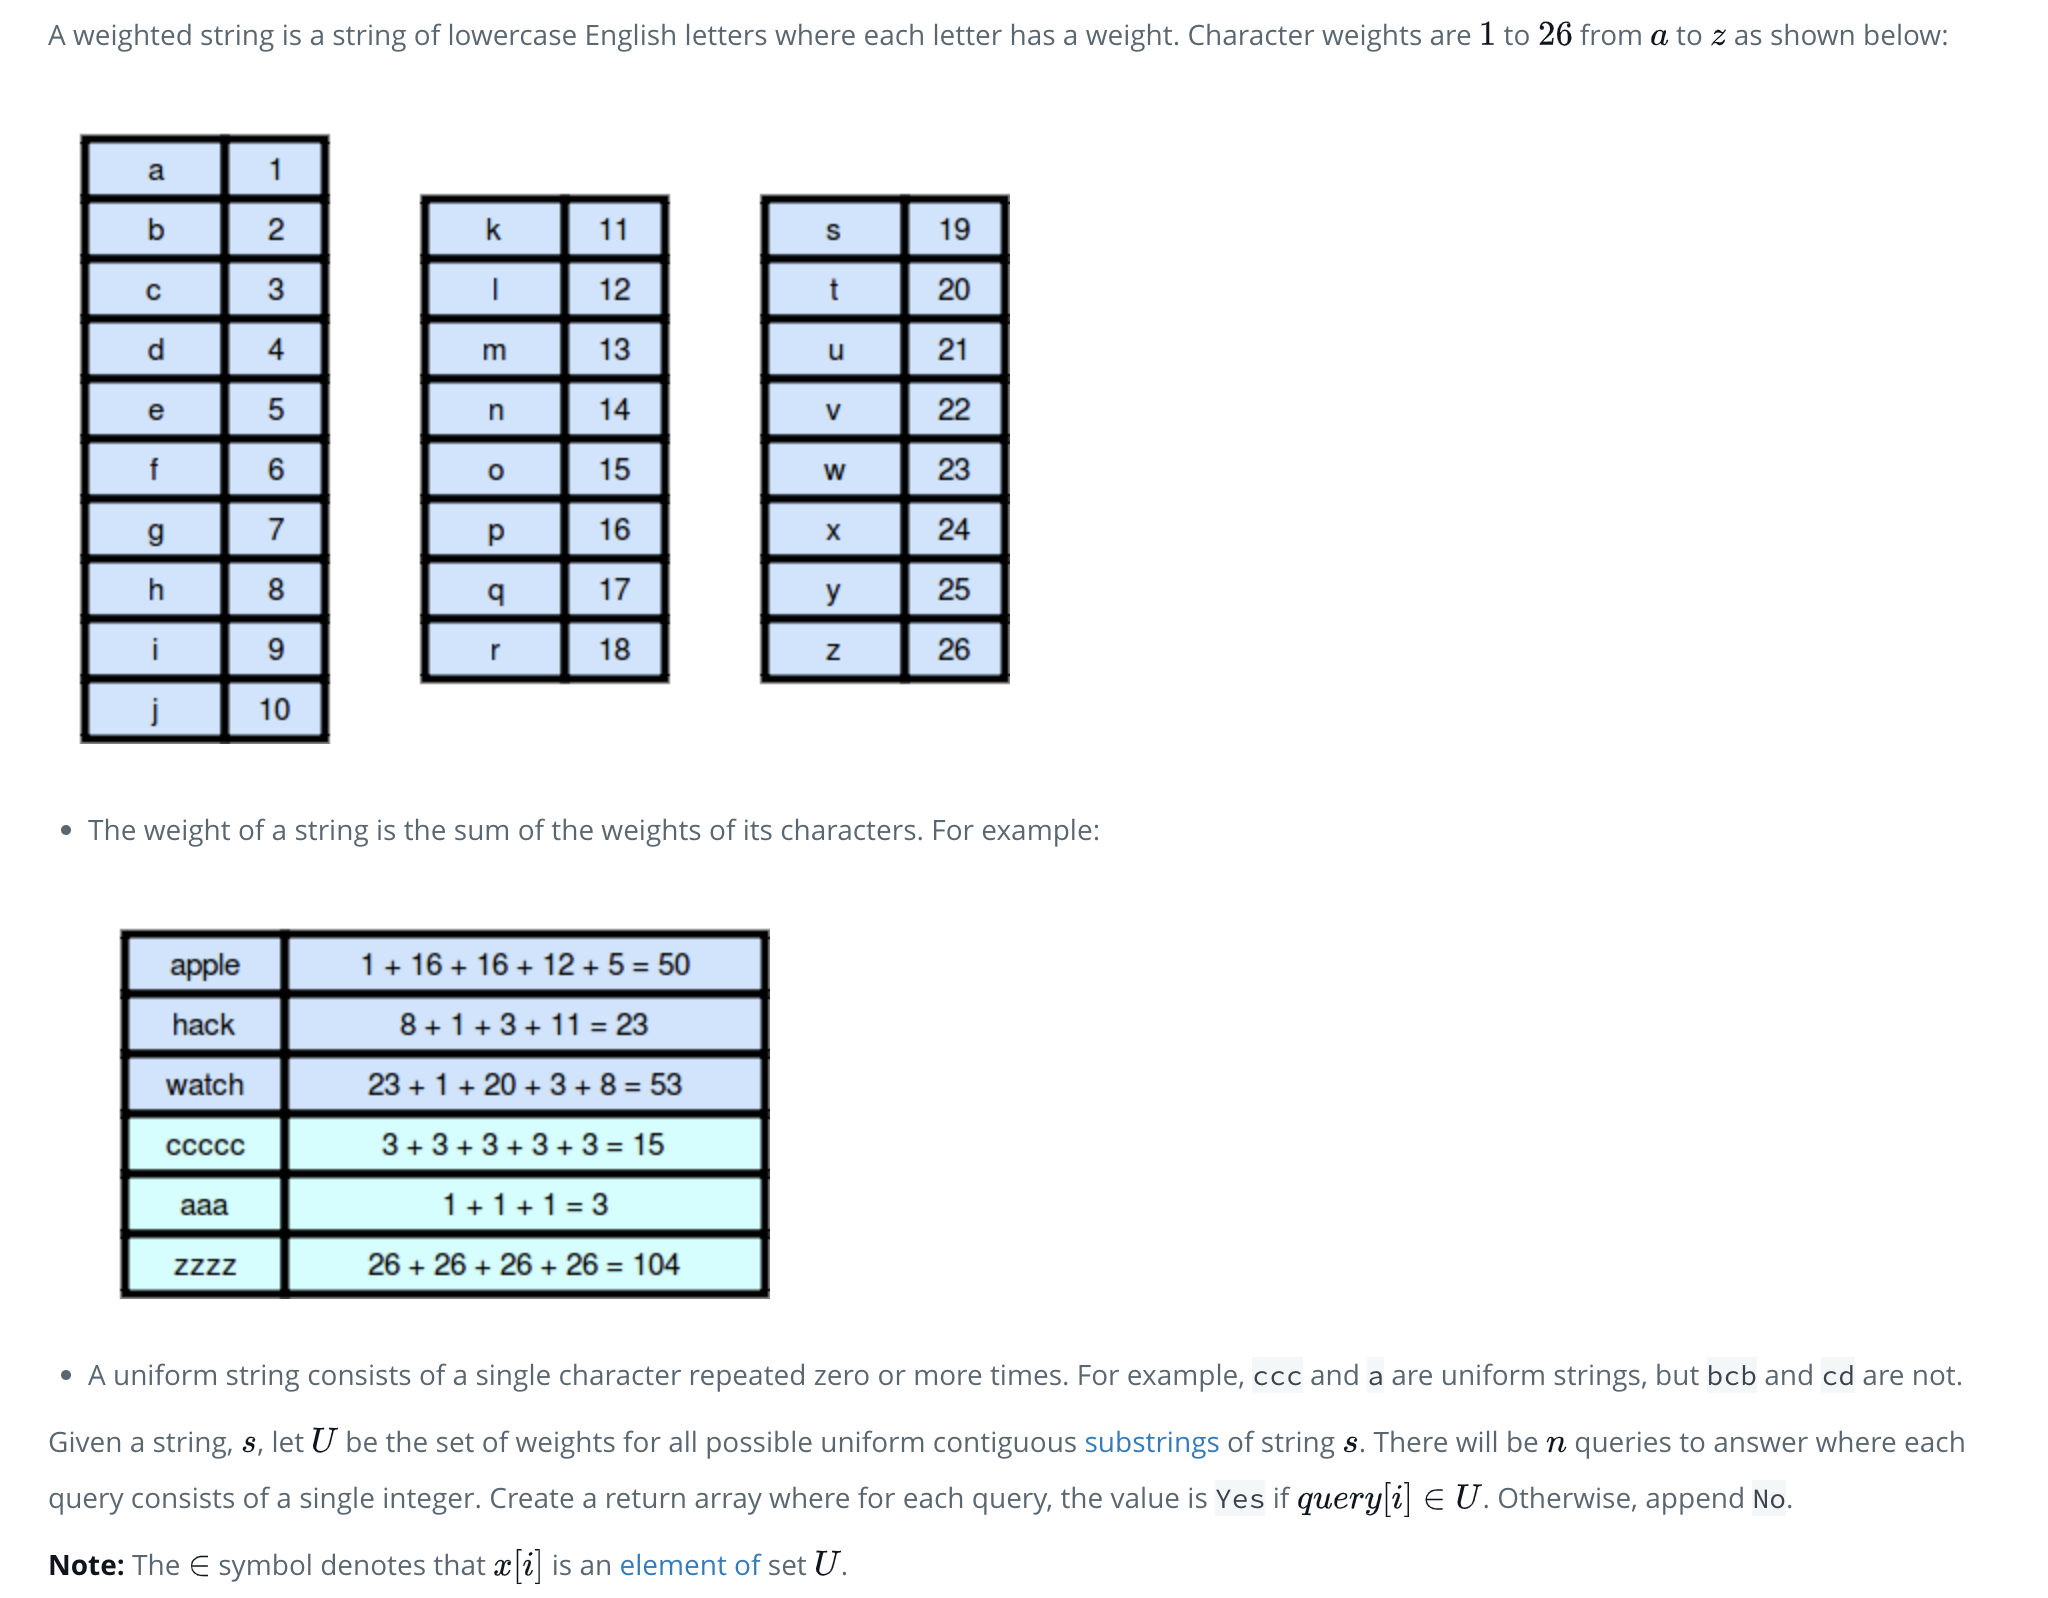 A weighted string is a string of lowercase English letters where each letter has a weight. Character weights are 1 to 26 from a to z as shown below:
a 1
b 2
c 3
d 4
e 5
f 6
g 7
h 8
i 9
j 10
k 11
l 12
m 13
n 14
o 15
p 16
q 17
r 18
s 19
t 20
u 21
v 22
w 23
x 24
y 25
z 26
• The weight of a string is the sum of the weights of its characters. For example:
apple 1 + 16 + 16 + 12 + 5 = 50
hack 8 + 1 + 3 + 11 = 23
watch 23 + 1 + 20 + 3 + 8 = 53
ccccc 3 + 3 + 3 + 3 + 3 = 15
aaa 1 + 1 + 1 = 3
zzzz 26 + 26 + 26 + 26 = 104
• A uniform string consists of a single character repeated zero or more times. For example, ccc and a are uniform strings, but bcb and cd are not.
Given a string, s, let U be the set of weights for all possible uniform contiguous substrings of string s. There will be n queries to answer where each
query consists of a single integer. Create a return array where for each query, the value is Yes if query[i] ∈ U. Otherwise, append No.
Note: The ∈ symbol denotes that x[i] is an element of set U.